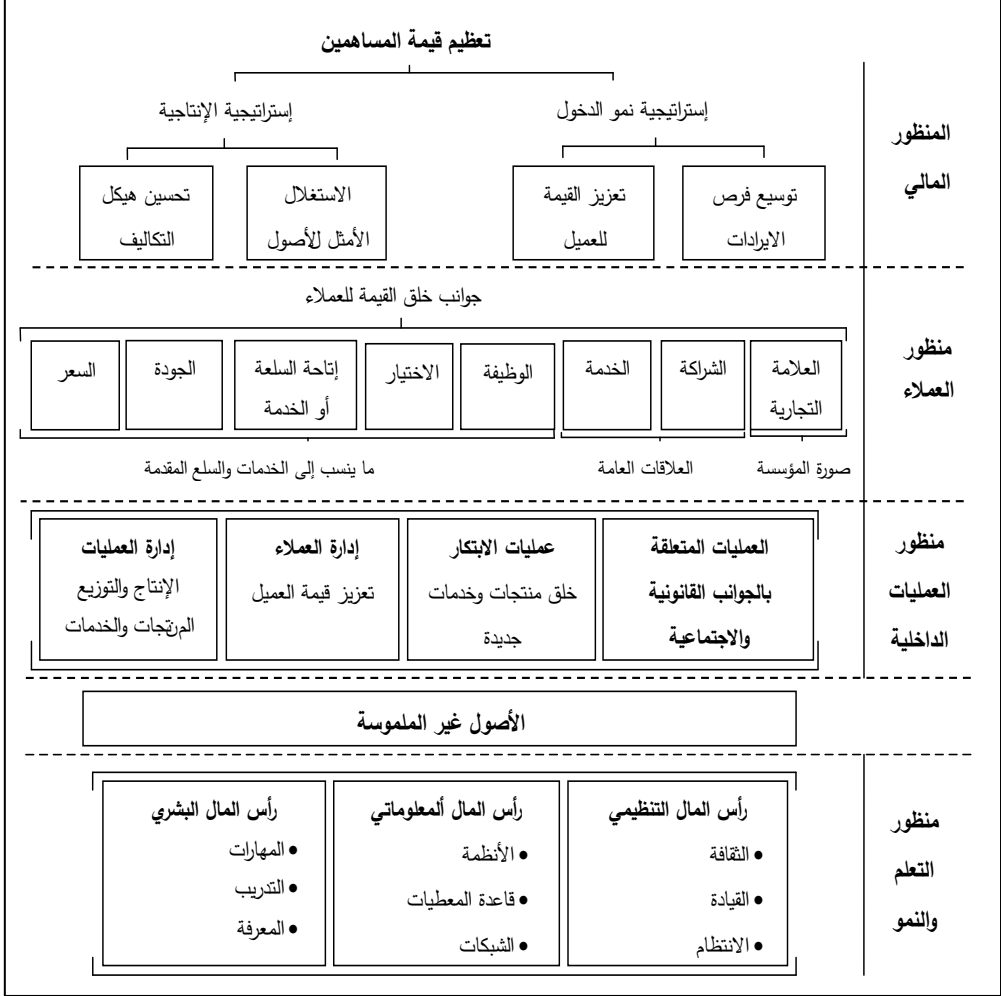 تعظيم قيمة المساهمين
المنظور
المالي
إستراتيجية نمو الدخول
إستراتيجية الإنتاجية
توسيع فرص
الايرادات
تعزيز القيمة
للعميل
الاستغلال
الأمثل للأصول
تحسين هيكل
التكاليف
منظور
العملاء
جوانب خلق القيمة للعملاء
العلامة
التجارية
الشراكة
الخدمة
الوظيفة
الاختيار
إتاحة السلعة
أو الخدمة
الجودة
السعر
صورة المؤسسة
العلاقات العامة
ما ينسب إلى الخدمات والسلع المقدمة
منظور
العمليات
الداخلية
العمليات المتعلقة
بالجوانب القانونية
والاجتماعية
عمليات الابتكار
خلق منتجات وخدمات
جديدة
إدارة العملاء
تعزيز قيمة العميل
إدارة العمليات
الإنتاج والتوزيع
المنتجات والخدمات
الأصول غير الملموسة
منظور
التعلم
والنمو
رأس المال التنظيمي
• الثقافة
• القيادة
• الانتظام
رأس المال ألمعلوماتي
• الأنظمة
• قاعدة المعطيات
• الشبكات
رأس المال البشري
• المهارات
• التدريب
• المعرفة